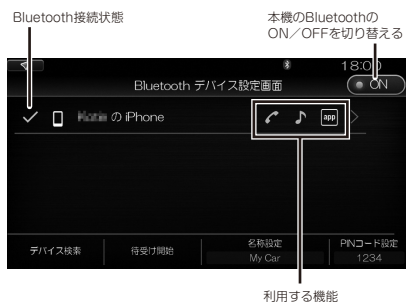 Bluetooth接続状態
本機のBluetoothの
ON／OFFを切り替える
18:00
Bluetooth デバイス設定画面
ON
の iPhone
app
デバイス検索
待受け開始
名称設定
My Car
PINコード設定
1234
利用する機能